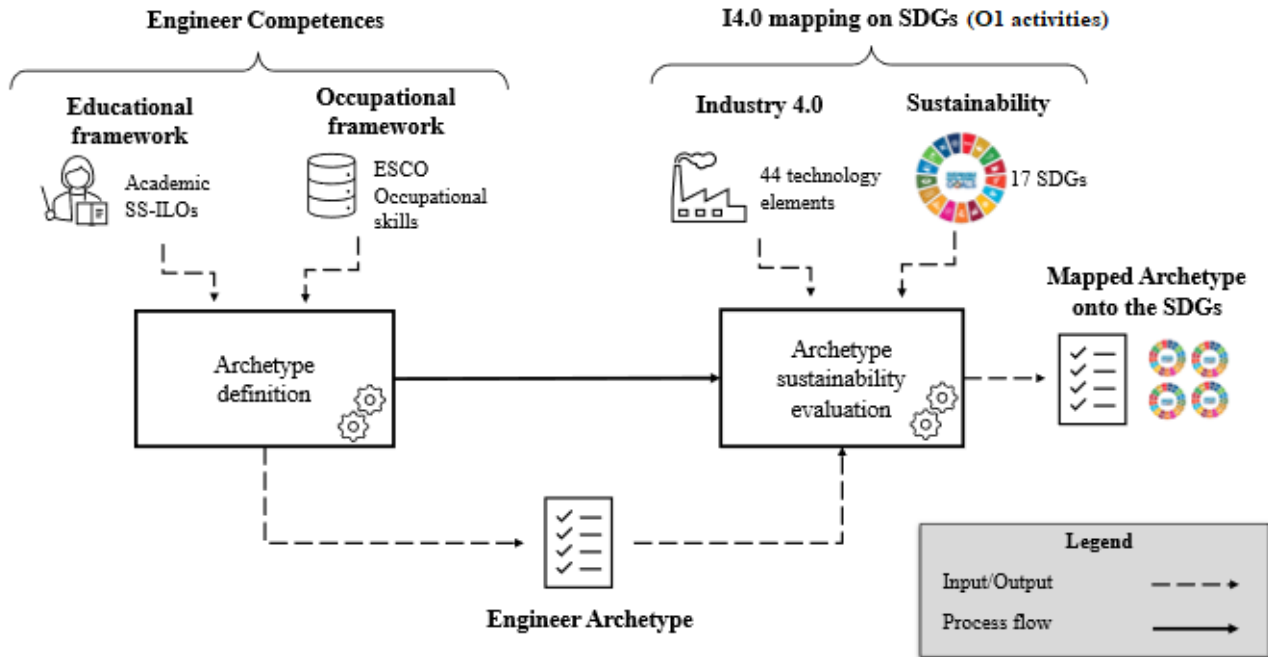 Engineer Competences
I4.0 mapping on SDGs (O1 activities)
Educational
framework
Occupational
framework
Industry 4.0
Sustainability
Academic
SS-ILOs
ESCO
Occupational
skills
44 technology
elements
GOALS
17 SDGs
Archetype
definition
Archetype
sustainability
evaluation
Mapped Archetype
onto the SDGs
Engineer Archetype
Legend
Input/Output
Process flow